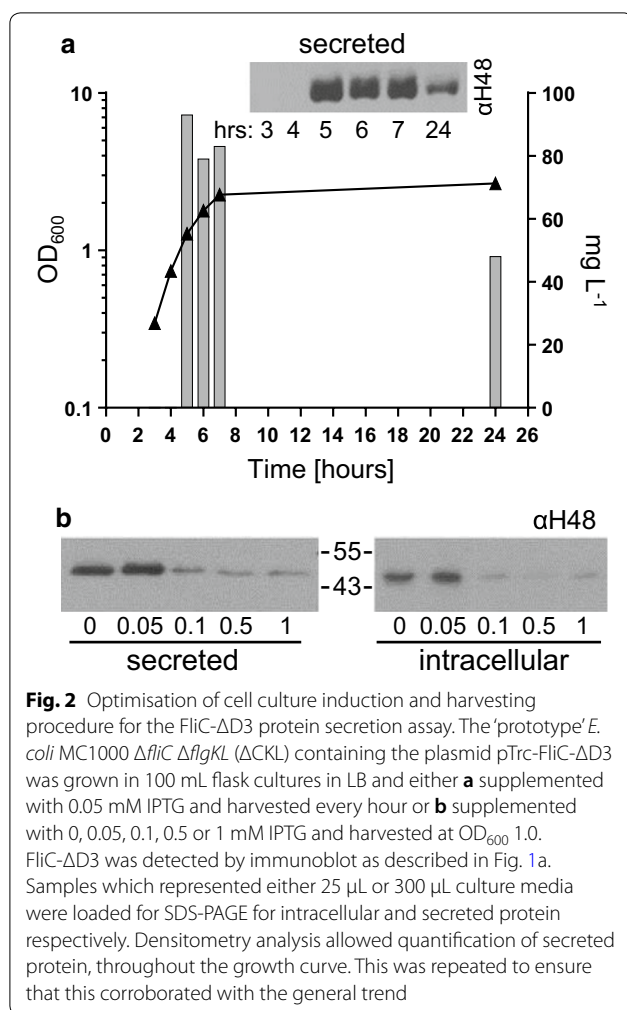 a
secreted
αH48
hrs: 3 4 5 6 7 24
10
1
0.1
OD600
100
80
60
40
20
0
mg L-1
0 2 4 6 8 10 12 14 16 18 20 22 24 26
Time [hours]
b
αH48
-55-
-43-
0 0.05 0.1 0.5 1
secreted
0 0.05 0.1 0.5 1
intracellular
Fig. 2 Optimisation of cell culture induction and harvesting
procedure for the FliC-ΔD3 protein secretion assay. The ‘prototype’ E.
coli MC1000 ΔfliC ΔflgKL (ΔCKL) containing the plasmid pTrc-FliC-ΔD3
was grown in 100 mL flask cultures in LB and either a supplemented
with 0.05 mM IPTG and harvested every hour or b supplemented
with 0, 0.05, 0.1, 0.5 or 1 mM IPTG and harvested at OD600 1.0.
FliC-ΔD3 was detected by immunoblot as described in Fig. 1a.
Samples which represented either 25 μL or 300 μL culture media
were loaded for SDS-PAGE for intracellular and secreted protein
respectively. Densitometry analysis allowed quantification of secreted
protein, throughout the growth curve. This was repeated to ensure
that this corroborated with the general trend